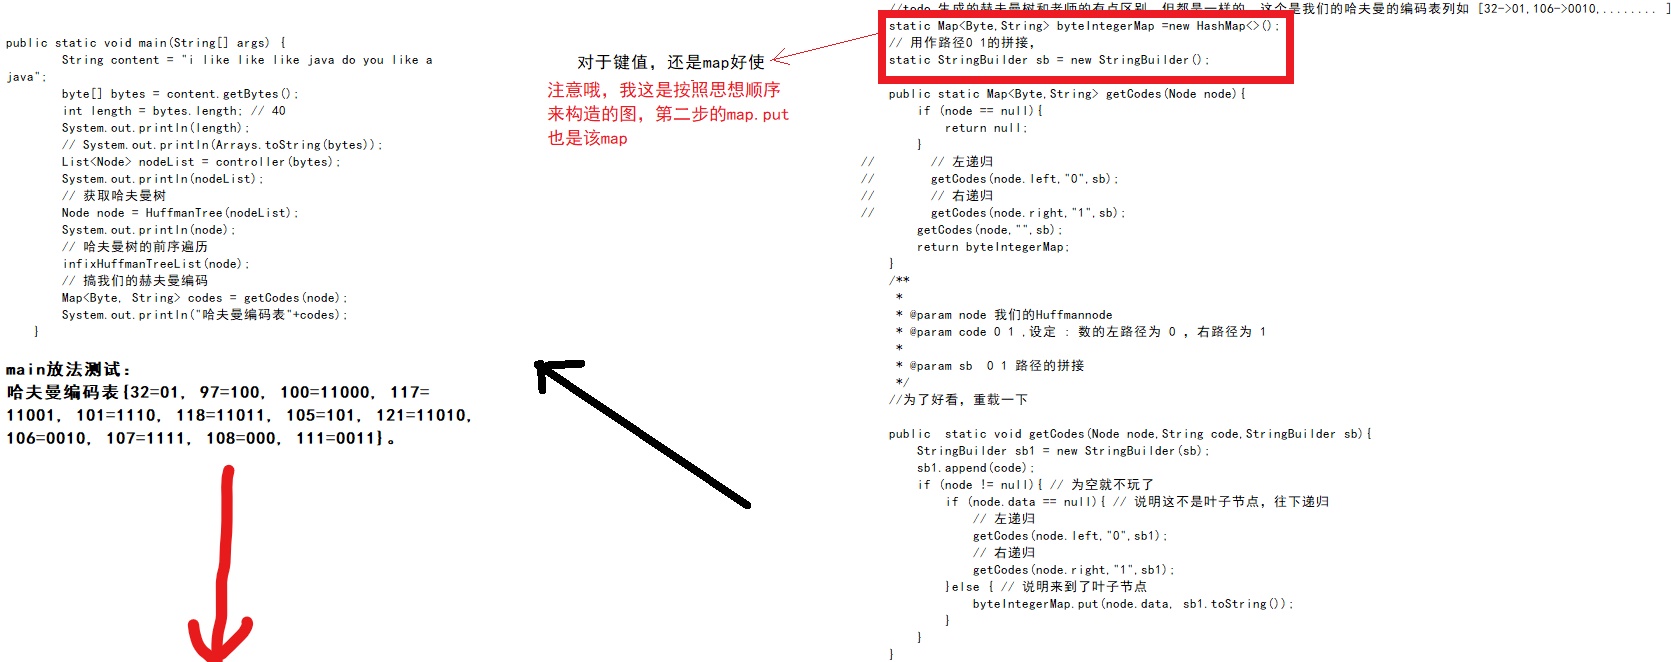 public static void main(String[] args) {
String content = "i like like like java do you like a
java";
byte[] bytes = content.getBytes();
int length = bytes.length; // 40
System.out.println(length);
// System.out.println(Arrays.toString(bytes));
List<Node> nodeList = controller(bytes);
System.out.println(nodeList);
// 获取哈夫曼树
Node node = HuffmanTree(nodeList);
System.out.println(node);
// 哈夫曼树的前序遍历
infixHuffmanTreeList(node);
// 搞我们的赫夫曼编码
Map<Byte, String> codes = getCodes(node);
System.out.println("哈夫曼编码表"+codes);
}
main放法测试：
哈夫曼编码表{32=01, 97=100, 100=11000, 117=
11001, 101=1110, 118=11011, 105=101, 121=11010,
106=0010, 107=1111, 108=000, 111=0011}。
对于键值，还是map好使
注意哦，我这是按照思想顺序
来构造的图，第二步的map.put
也是该map
//todo 生成的赫夫曼树和老师的有点区别，但都是一样的，这个是我们的哈夫曼的编码表列如 [32->01,106->0010,........ ]
static Map<Byte,String> byteIntegerMap =new HashMap<>();
// 用作路径0 1的拼接，
static StringBuilder sb = new StringBuilder();
public static Map<Byte,String> getCodes(Node node){
if (node == null){
return null;
}
// // 左递归
// getCodes(node.left,"0",sb);
// // 右递归
// getCodes(node.right,"1",sb);
getCodes(node,"",sb);
return byteIntegerMap;
}
/**
*
* @param node 我们的Huffmannode
* @param code 0 1 ,设定 : 数的左路径为 0 , 右路径为 1
*
* @param sb 0 1 路径的拼接
*/
//为了好看，重载一下
public static void getCodes(Node node,String code,StringBuilder sb){
StringBuilder sb1 = new StringBuilder(sb);
sb1.append(code);
if (node != null){ // 为空就不玩了
if (node.data == null){ // 说明这不是叶子节点，往下递归
// 左递归
getCodes(node.left,"0",sb1);
// 右递归
getCodes(node.right,"1",sb1);
}else { // 说明来到了叶子节点
byteIntegerMap.put(node.data, sb1.toString());
}
}
}